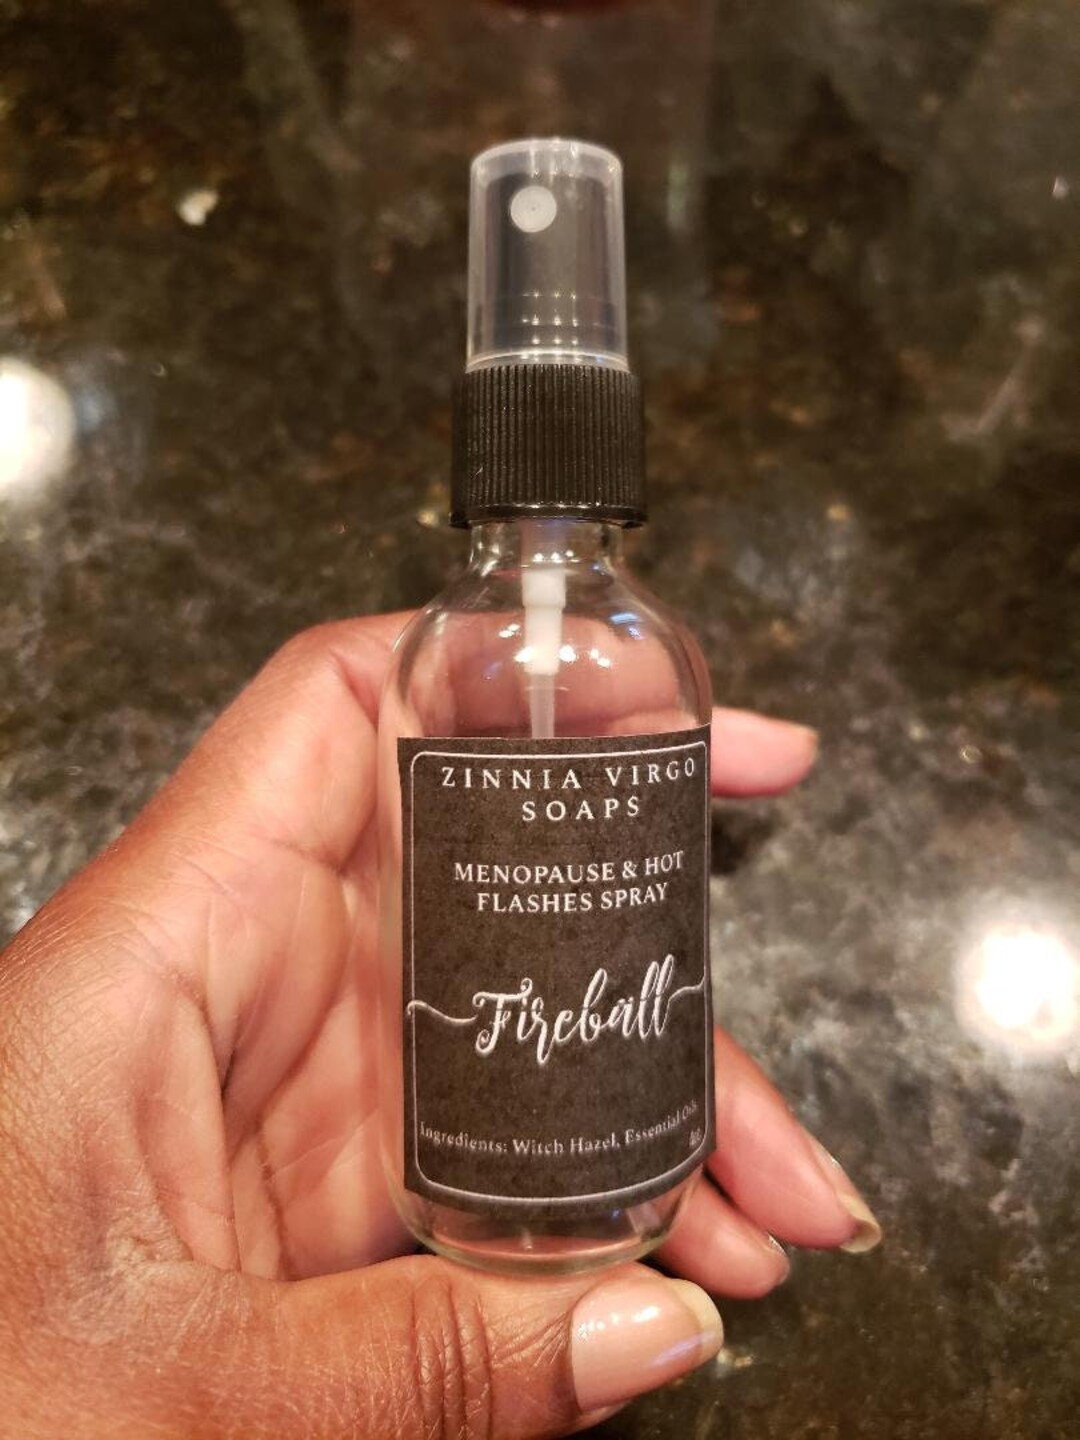 ZINNIA VIRGO
SOAPS
MENOPAUSE & HOT
FLASHES SPRAY
Fireball
Ingredients: Witch Hazel, Essential Oils